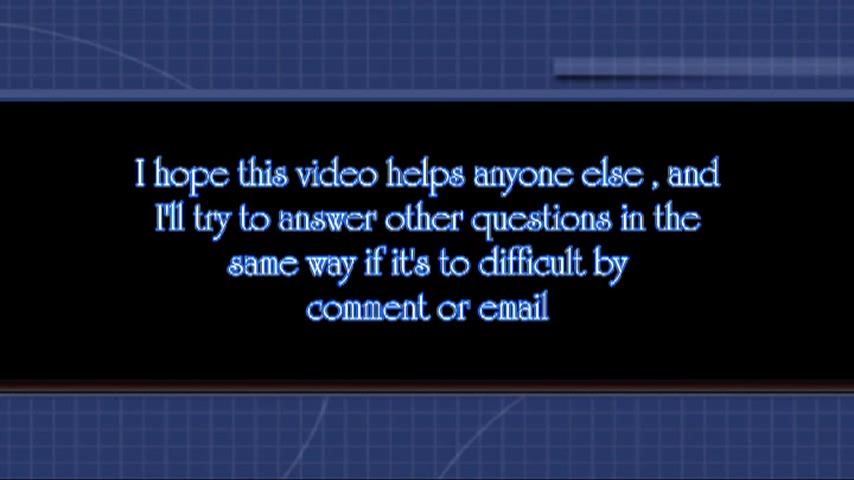 I hope this video helps anyone else , and
I'll try to answer other questions in the
same way if it's to difficult by
comment or email